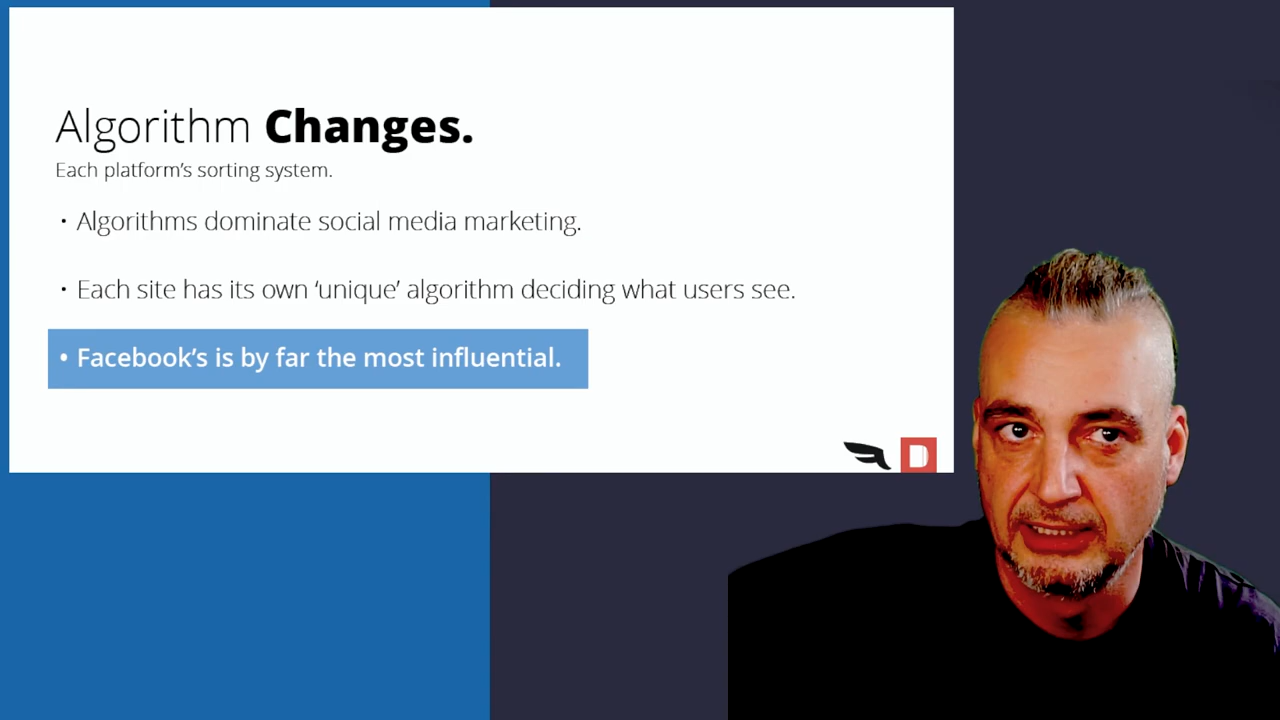 Algorithm Changes.
Each platform's sorting system.
• Algorithms dominate social media marketing.
• Each site has its own ‘unique’ algorithm deciding what users see.
• Facebook’s is by far the most influential.
D